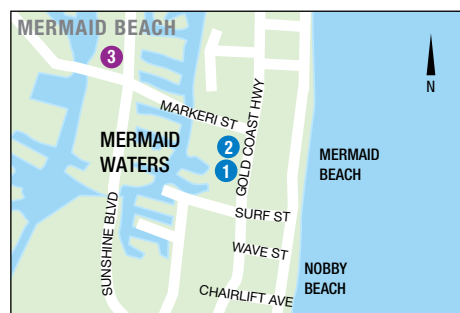 MERMAID BEACH
3
N
MARKERI ST
GOLD COAST HWY
2
1
MERMAID
WATERS
MERMAID
BEACH
SUNSHINE BLVD
SURF ST
WAVE ST
NOBBY
BEACH
CHAIRLIFT AVE